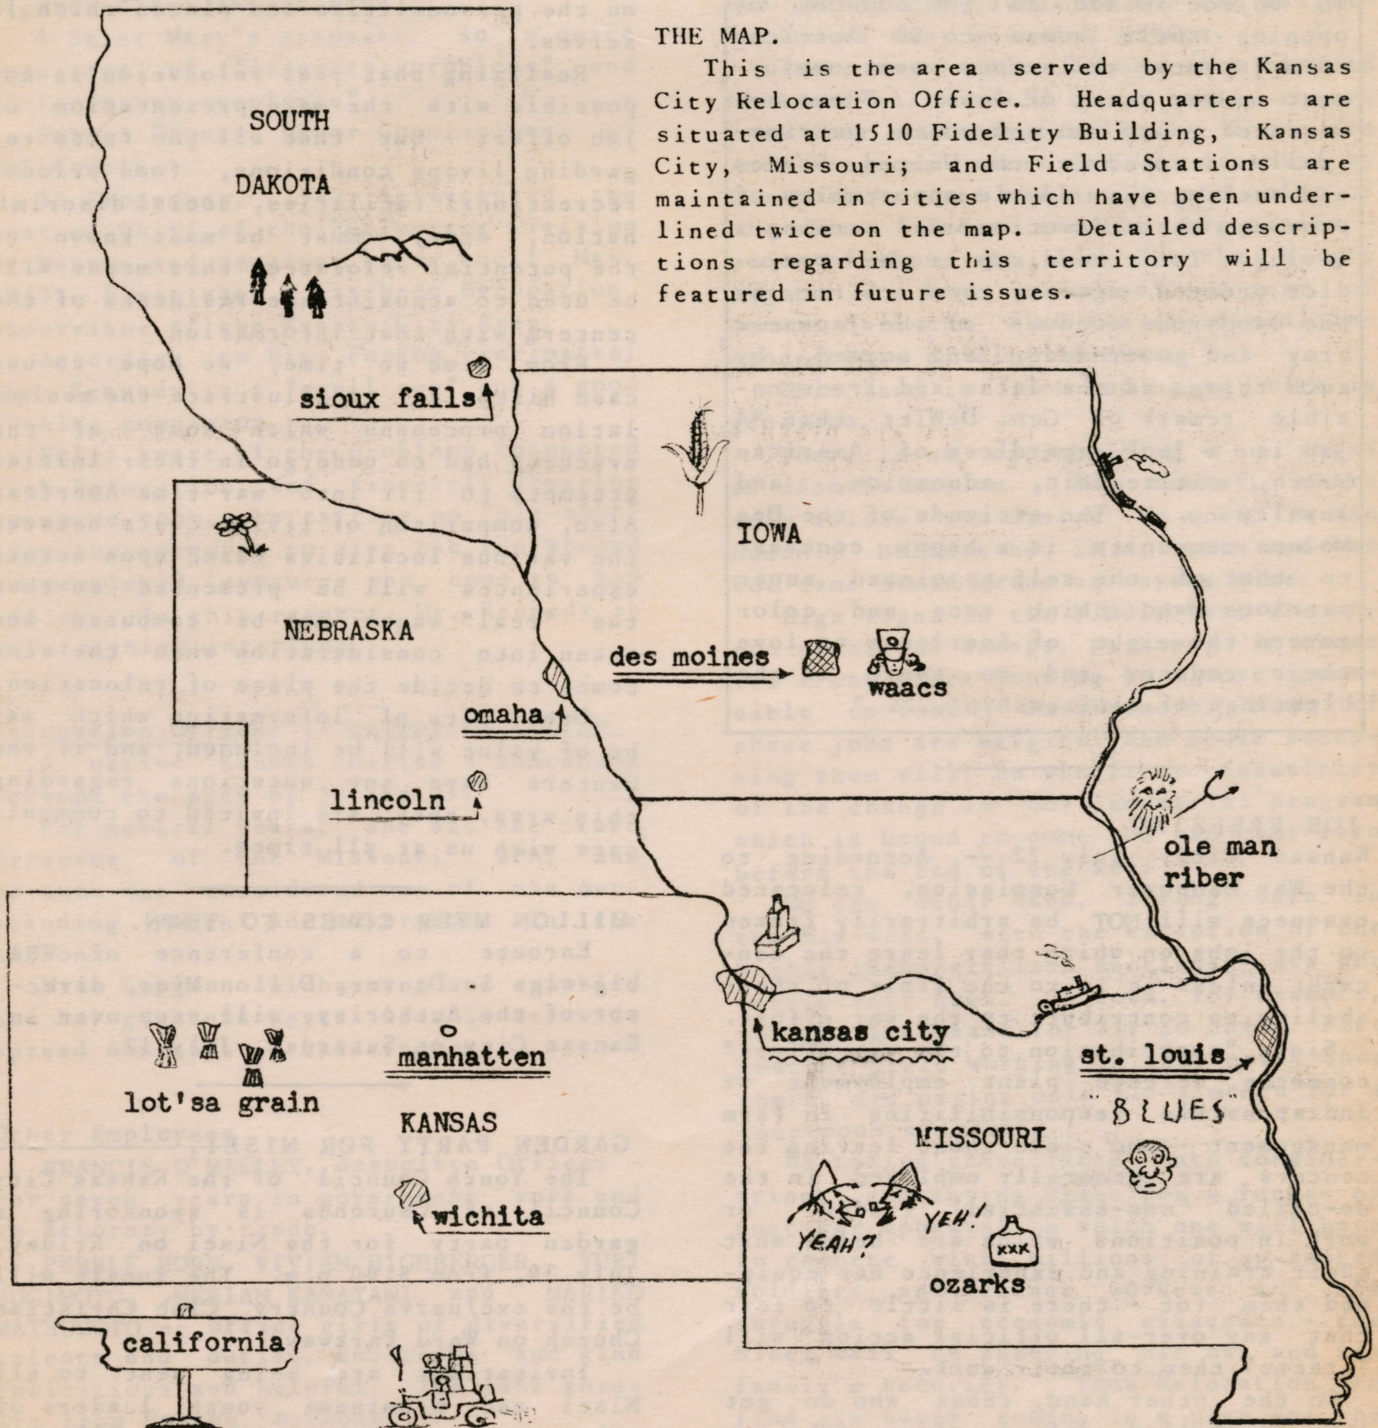 THE MAP.
This is the area served by the Kansas
City Relocation Office. Headquarters are
situated at 1510 Fidelity Building, Kansas
City, Missouri; and Field Stations are
maintained in cities which have been under-
lined twice on the map. Detailed descrip-
tions regarding this territory will be
featured in future issues.
SOUTH
DAKOTA
sioux falls
IOWA
NEBRASKA
des moines
waacs
omaha
lincoln
ole man
riber
kansas city
manhatten
st. louis
lot'sa grain
"BLUES"
KANSAS
MISSOURI
wichita
YEAH?
YEH!
XXX
ozarks
california